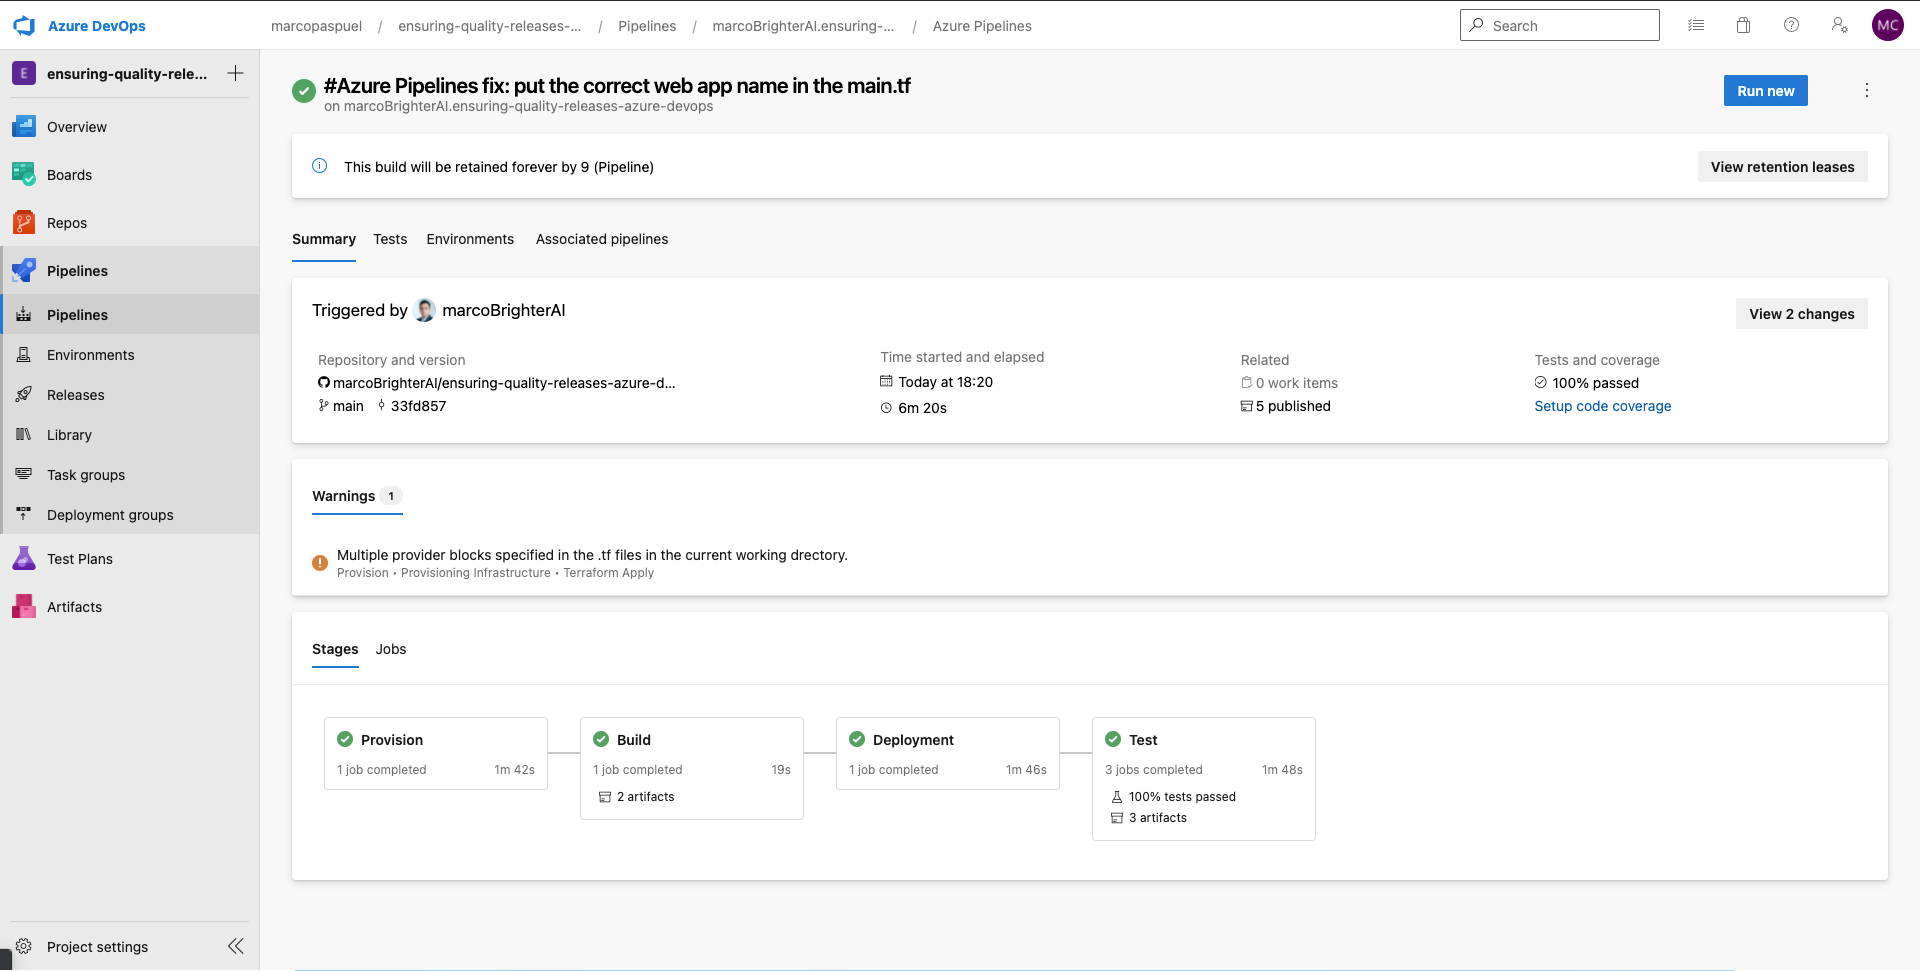 Azure DevOps
marcopaspuel / ensuring-quality-releases-... / Pipelines / marcoBrighterAI.ensuring-... / Azure Pipelines
Search
MC
E
ensuring-quality-rele...
Overview
Boards
Repos
Pipelines
Pipelines
Environments
Releases
Library
Task groups
Deployment groups
Test Plans
Artifacts
Project settings
#Azure Pipelines fix: put the correct web app name in the main.tf
on marcoBrighterAI.ensuring-quality-releases-azure-devops
Run new
This build will be retained forever by 9 (Pipeline)
View retention leases
Summary Tests Environments Associated pipelines
Triggered by marcoBrighterAI
View 2 changes
Repository and version
marcoBrighterAI/ensuring-quality-releases-azure-d...
main 33fd857
Time started and elapsed
Today at 18:20
6m 20s
Related
0 work items
5 published
Tests and coverage
100% passed
Setup code coverage
Warnings 1
Multiple provider blocks specified in the .tf files in the current working drectory.
Provision • Provisioning Infrastructure • Terraform Apply
Stages Jobs
Provision
1 job completed 1m 42s
Build
1 job completed 19s
2 artifacts
Deployment
1 job completed 1m 46s
Test
3 jobs completed 1m 48s
100% tests passed
3 artifacts